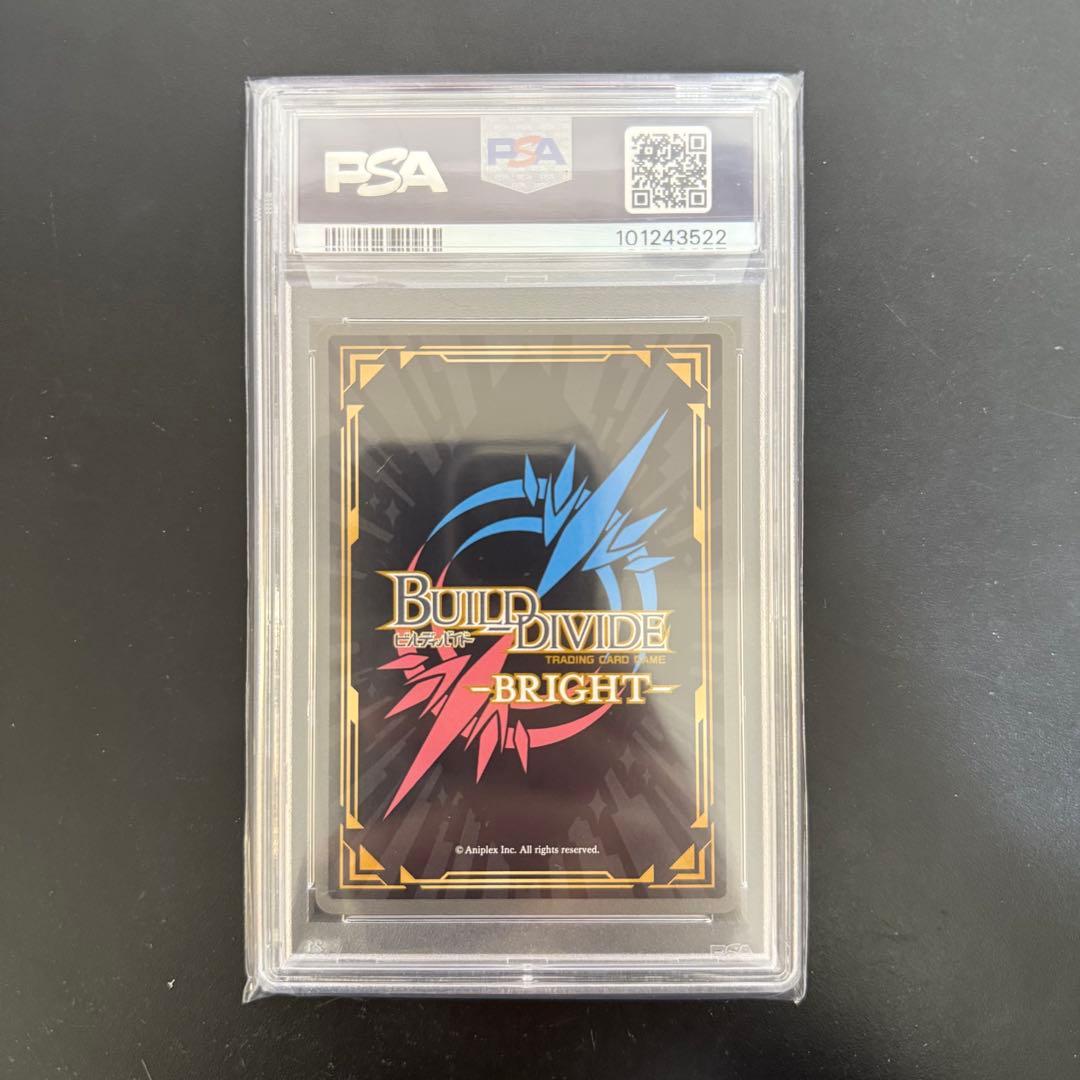 PSA
PSA
101243522
BUILD DIVIDE
ビルディバイド
TRADING CARD GAME
-BRIGHT-
© Aniplex Inc. All rights reserved.
PSA